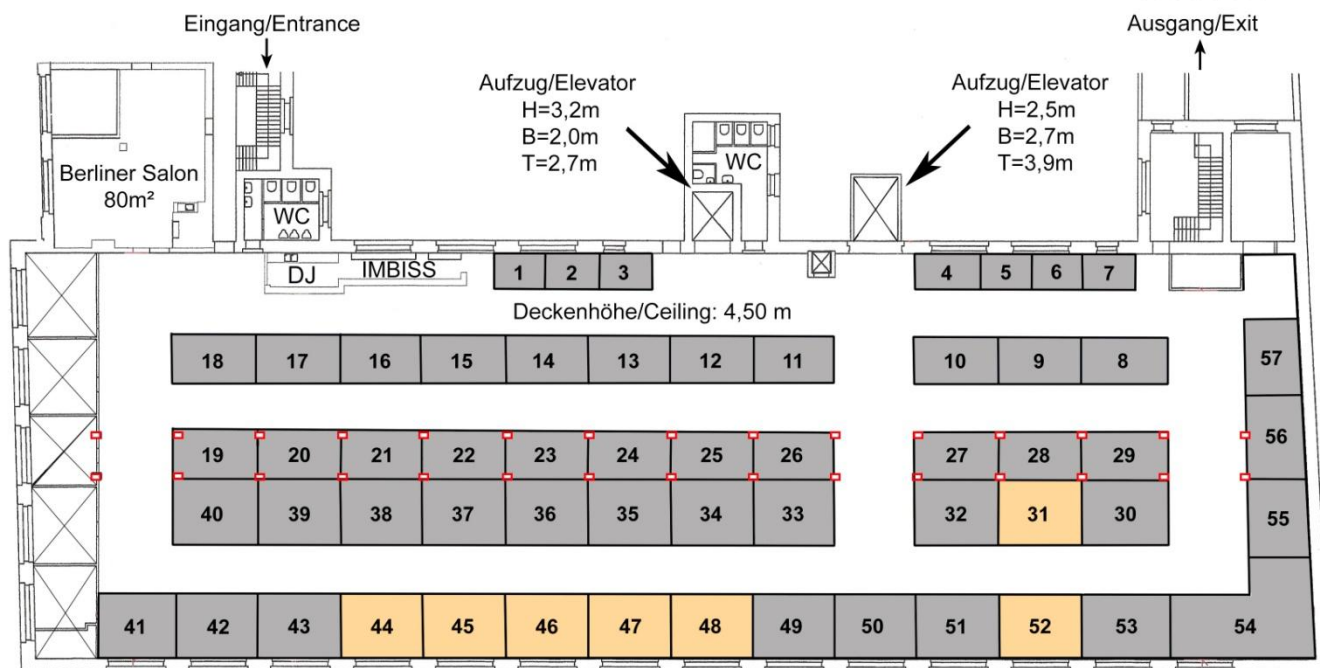 Eingang/Entrance
Ausgang/Exit
Aufzug/Elevator
H=3,2m
B=2,0m
T=2,7m
Aufzug/Elevator
H=2,5m
B=2,7m
T=3,9m
Berliner Salon
80m²
WC
WC
DJ
IMBISS
1 2 3
4 5 6 7
Deckenhöhe/Ceiling: 4,50 m
18 17 16 15 14 13 12 11 10 9 8
57
19 20 21 22 23 24 25 26 27 28 29
56
40 39 38 37 36 35 34 33 32 31 30
55
41 42 43 44 45 46 47 48 49 50 51 52 53 54